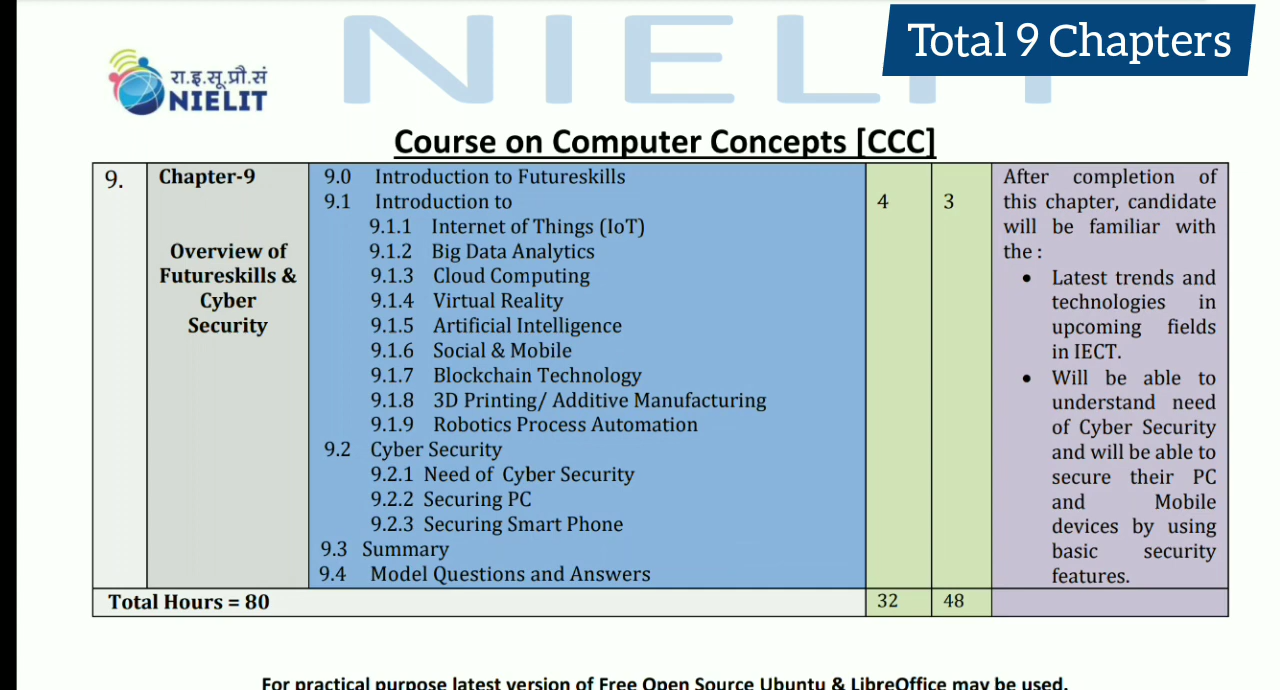 NIELIT
Total 9 Chapters
रा.इ.सू.प्रौ.सं
NIELIT
Course on Computer Concepts [CCC]
9.
Chapter-9
Overview of
Futureskills &
Cyber
Security
9.0 Introduction to Futureskills
9.1 Introduction to
9.1.1 Internet of Things (IoT)
9.1.2 Big Data Analytics
9.1.3 Cloud Computing
9.1.4 Virtual Reality
9.1.5 Artificial Intelligence
9.1.6 Social & Mobile
9.1.7 Blockchain Technology
9.1.8 3D Printing/ Additive Manufacturing
9.1.9 Robotics Process Automation
9.2 Cyber Security
9.2.1 Need of Cyber Security
9.2.2 Securing PC
9.2.3 Securing Smart Phone
9.3 Summary
9.4 Model Questions and Answers
4
3
After completion of
this chapter, candidate
will be familiar with
the :
• Latest trends and
technologies in
upcoming fields
in IECT.
• Will be able to
understand need
of Cyber Security
and will be able to
secure their PC
and Mobile
devices by using
basic security
features.
Total Hours = 80
32
48
For practical purpose latest version of Free Open Source Ubuntu & LibreOffice may be used.